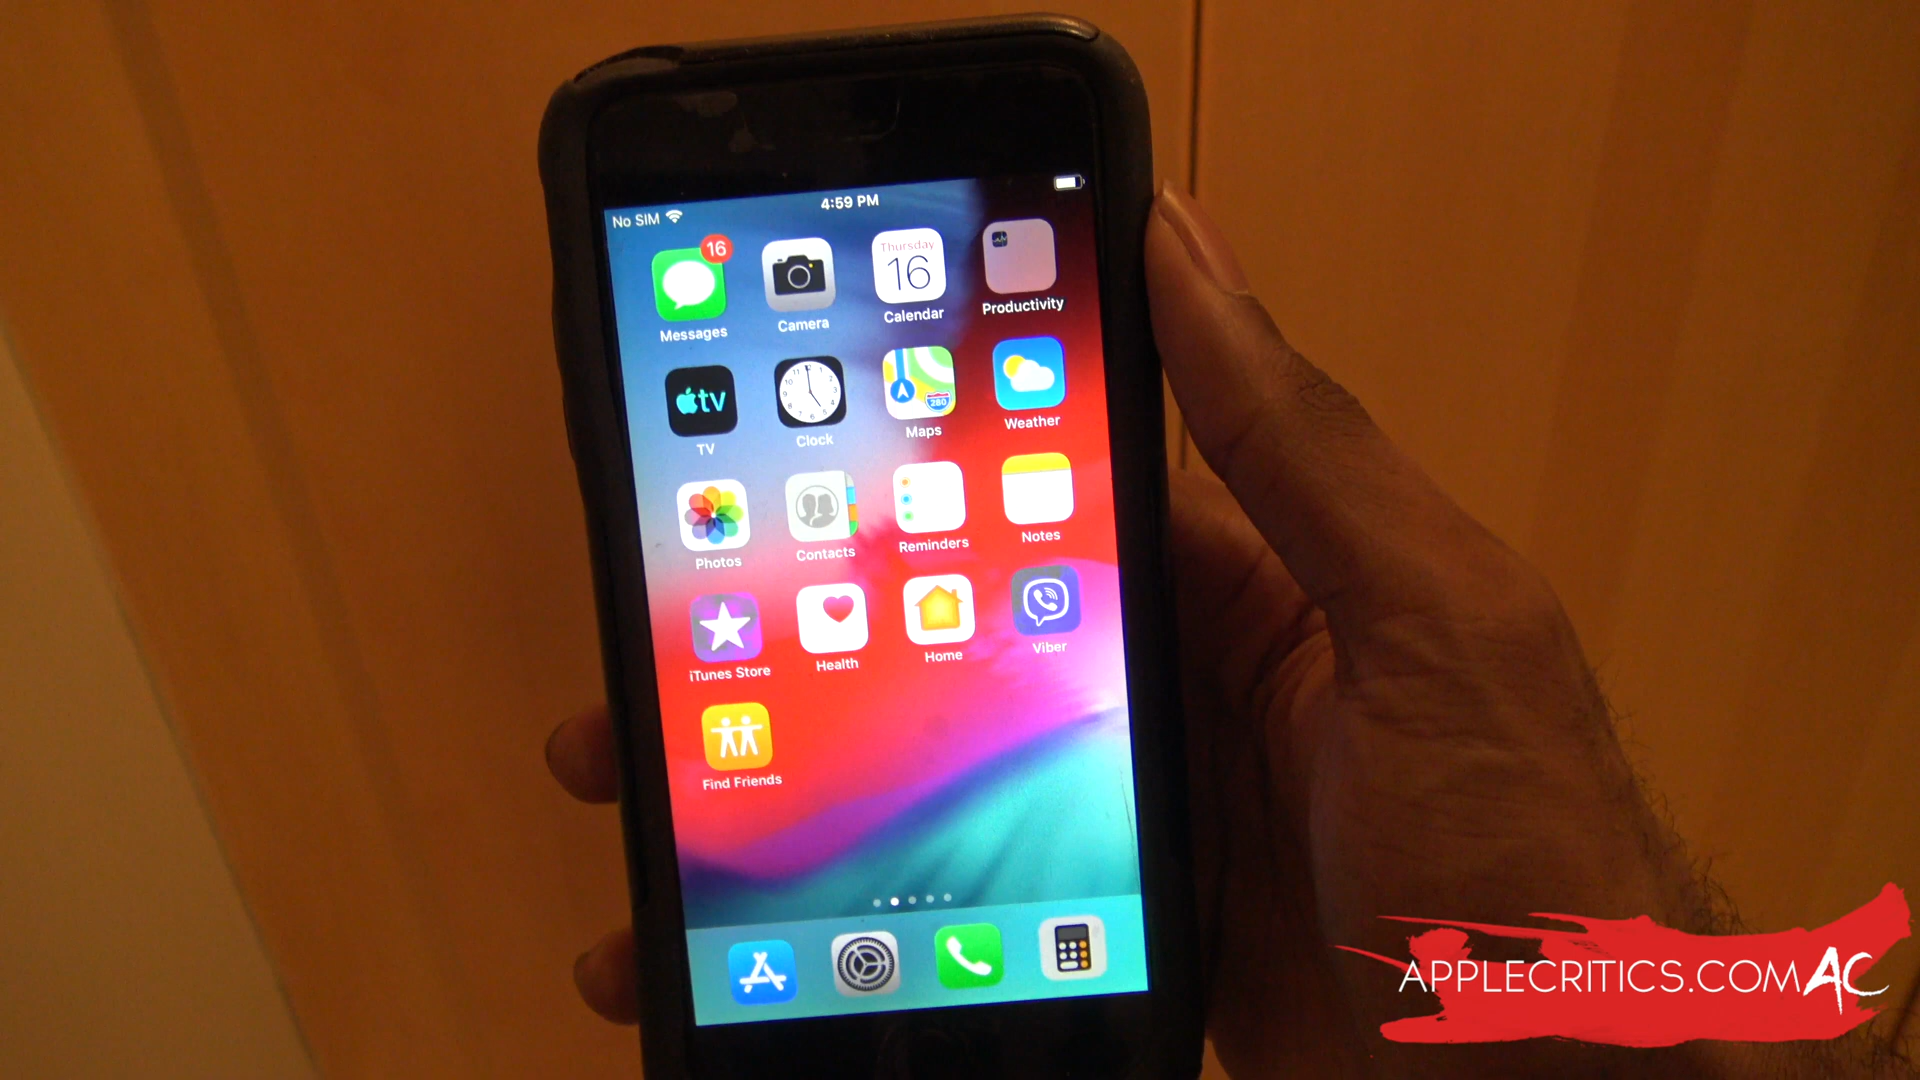 No SIM 4:59 PM
16 Thursday
16
Messages Camera Calendar Productivity
tv 280
TV Clock Maps Weather
Photos Contacts Reminders Notes
iTunes Store Health Home Viber
Find Friends
APPLECRITICS.COM AC